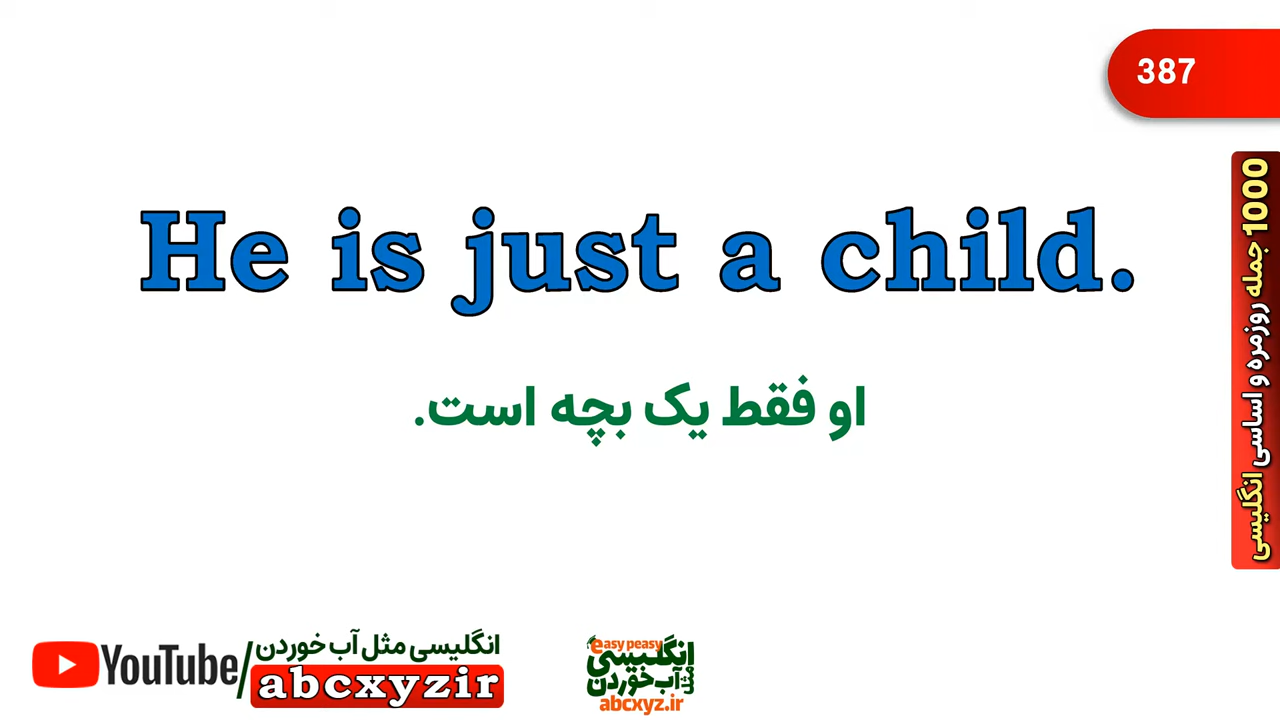 387
1000 جمله روزمره و اساسی انگلیسی
He is just a child.
او فقط یک بچه است.
YouTube/
انگلیسی مثل آب خوردن
abcxyzir
easy peasy
انگلیسی
مثل آب خوردن
abcxyz.ir